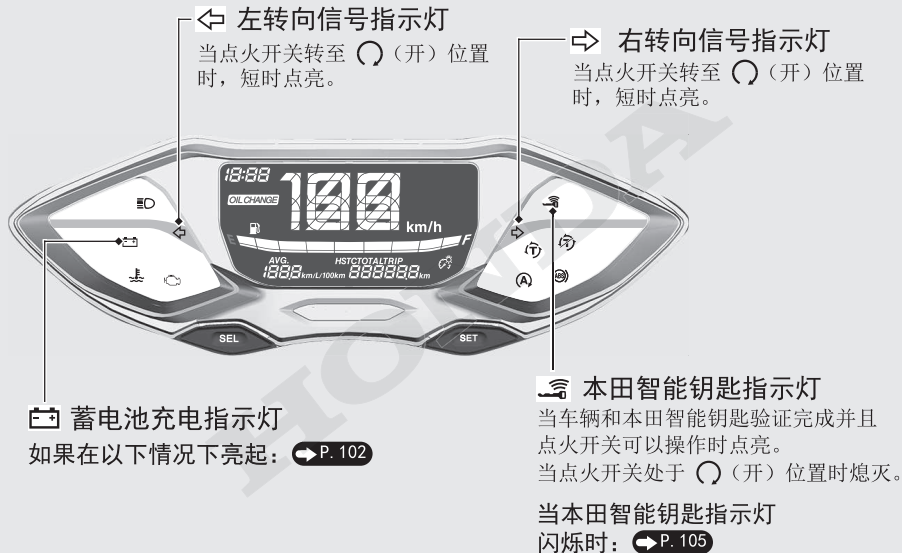 左转向信号指示灯
当点火开关转至 （开）位置
时，短时点亮。
右转向信号指示灯
当点火开关转至 （开）位置
时，短时点亮。
18:88
OIL CHANGE
188
km/h
E
F
AVG.
188.8 km/L/100km
HSTCTOTALTRIP
888888.8 km
T
A
ABS
SEL
SET
HONDA
蓄电池充电指示灯
如果在以下情况下亮起： P. 102
本田智能钥匙指示灯
当车辆和本田智能钥匙验证完成并且
点火开关可以操作时点亮。
当点火开关处于 （开）位置时熄灭。
当本田智能钥匙指示灯
闪烁时： P. 105